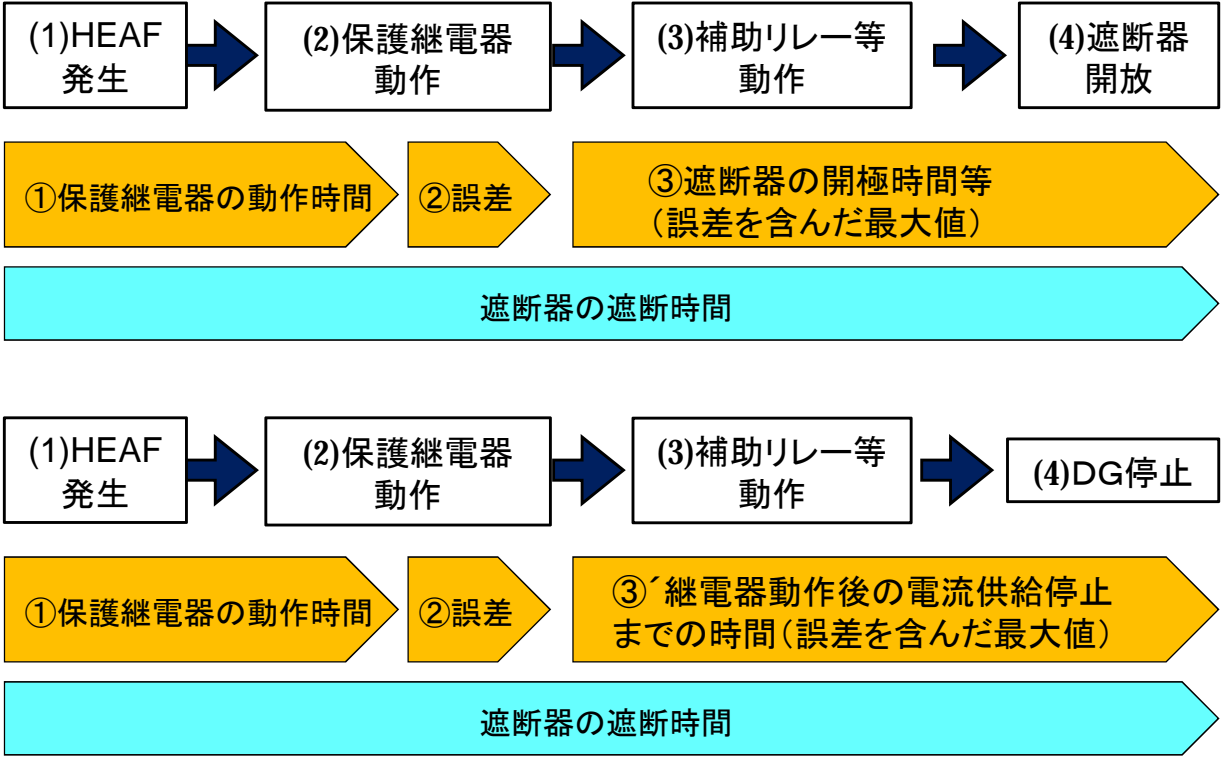 (1)HEAF
発生
(2)保護継電器
動作
(3)補助リレー等
動作
(4)遮断器
開放
①保護継電器の動作時間
②誤差
③遮断器の開極時間等
(誤差を含んだ最大値)
遮断器の遮断時間
(1)HEAF
発生
(2)保護継電器
動作
(3)補助リレー等
動作
(4)DG停止
①保護継電器の動作時間
②誤差
③´継電器動作後の電流供給停止
までの時間(誤差を含んだ最大値)
遮断器の遮断時間